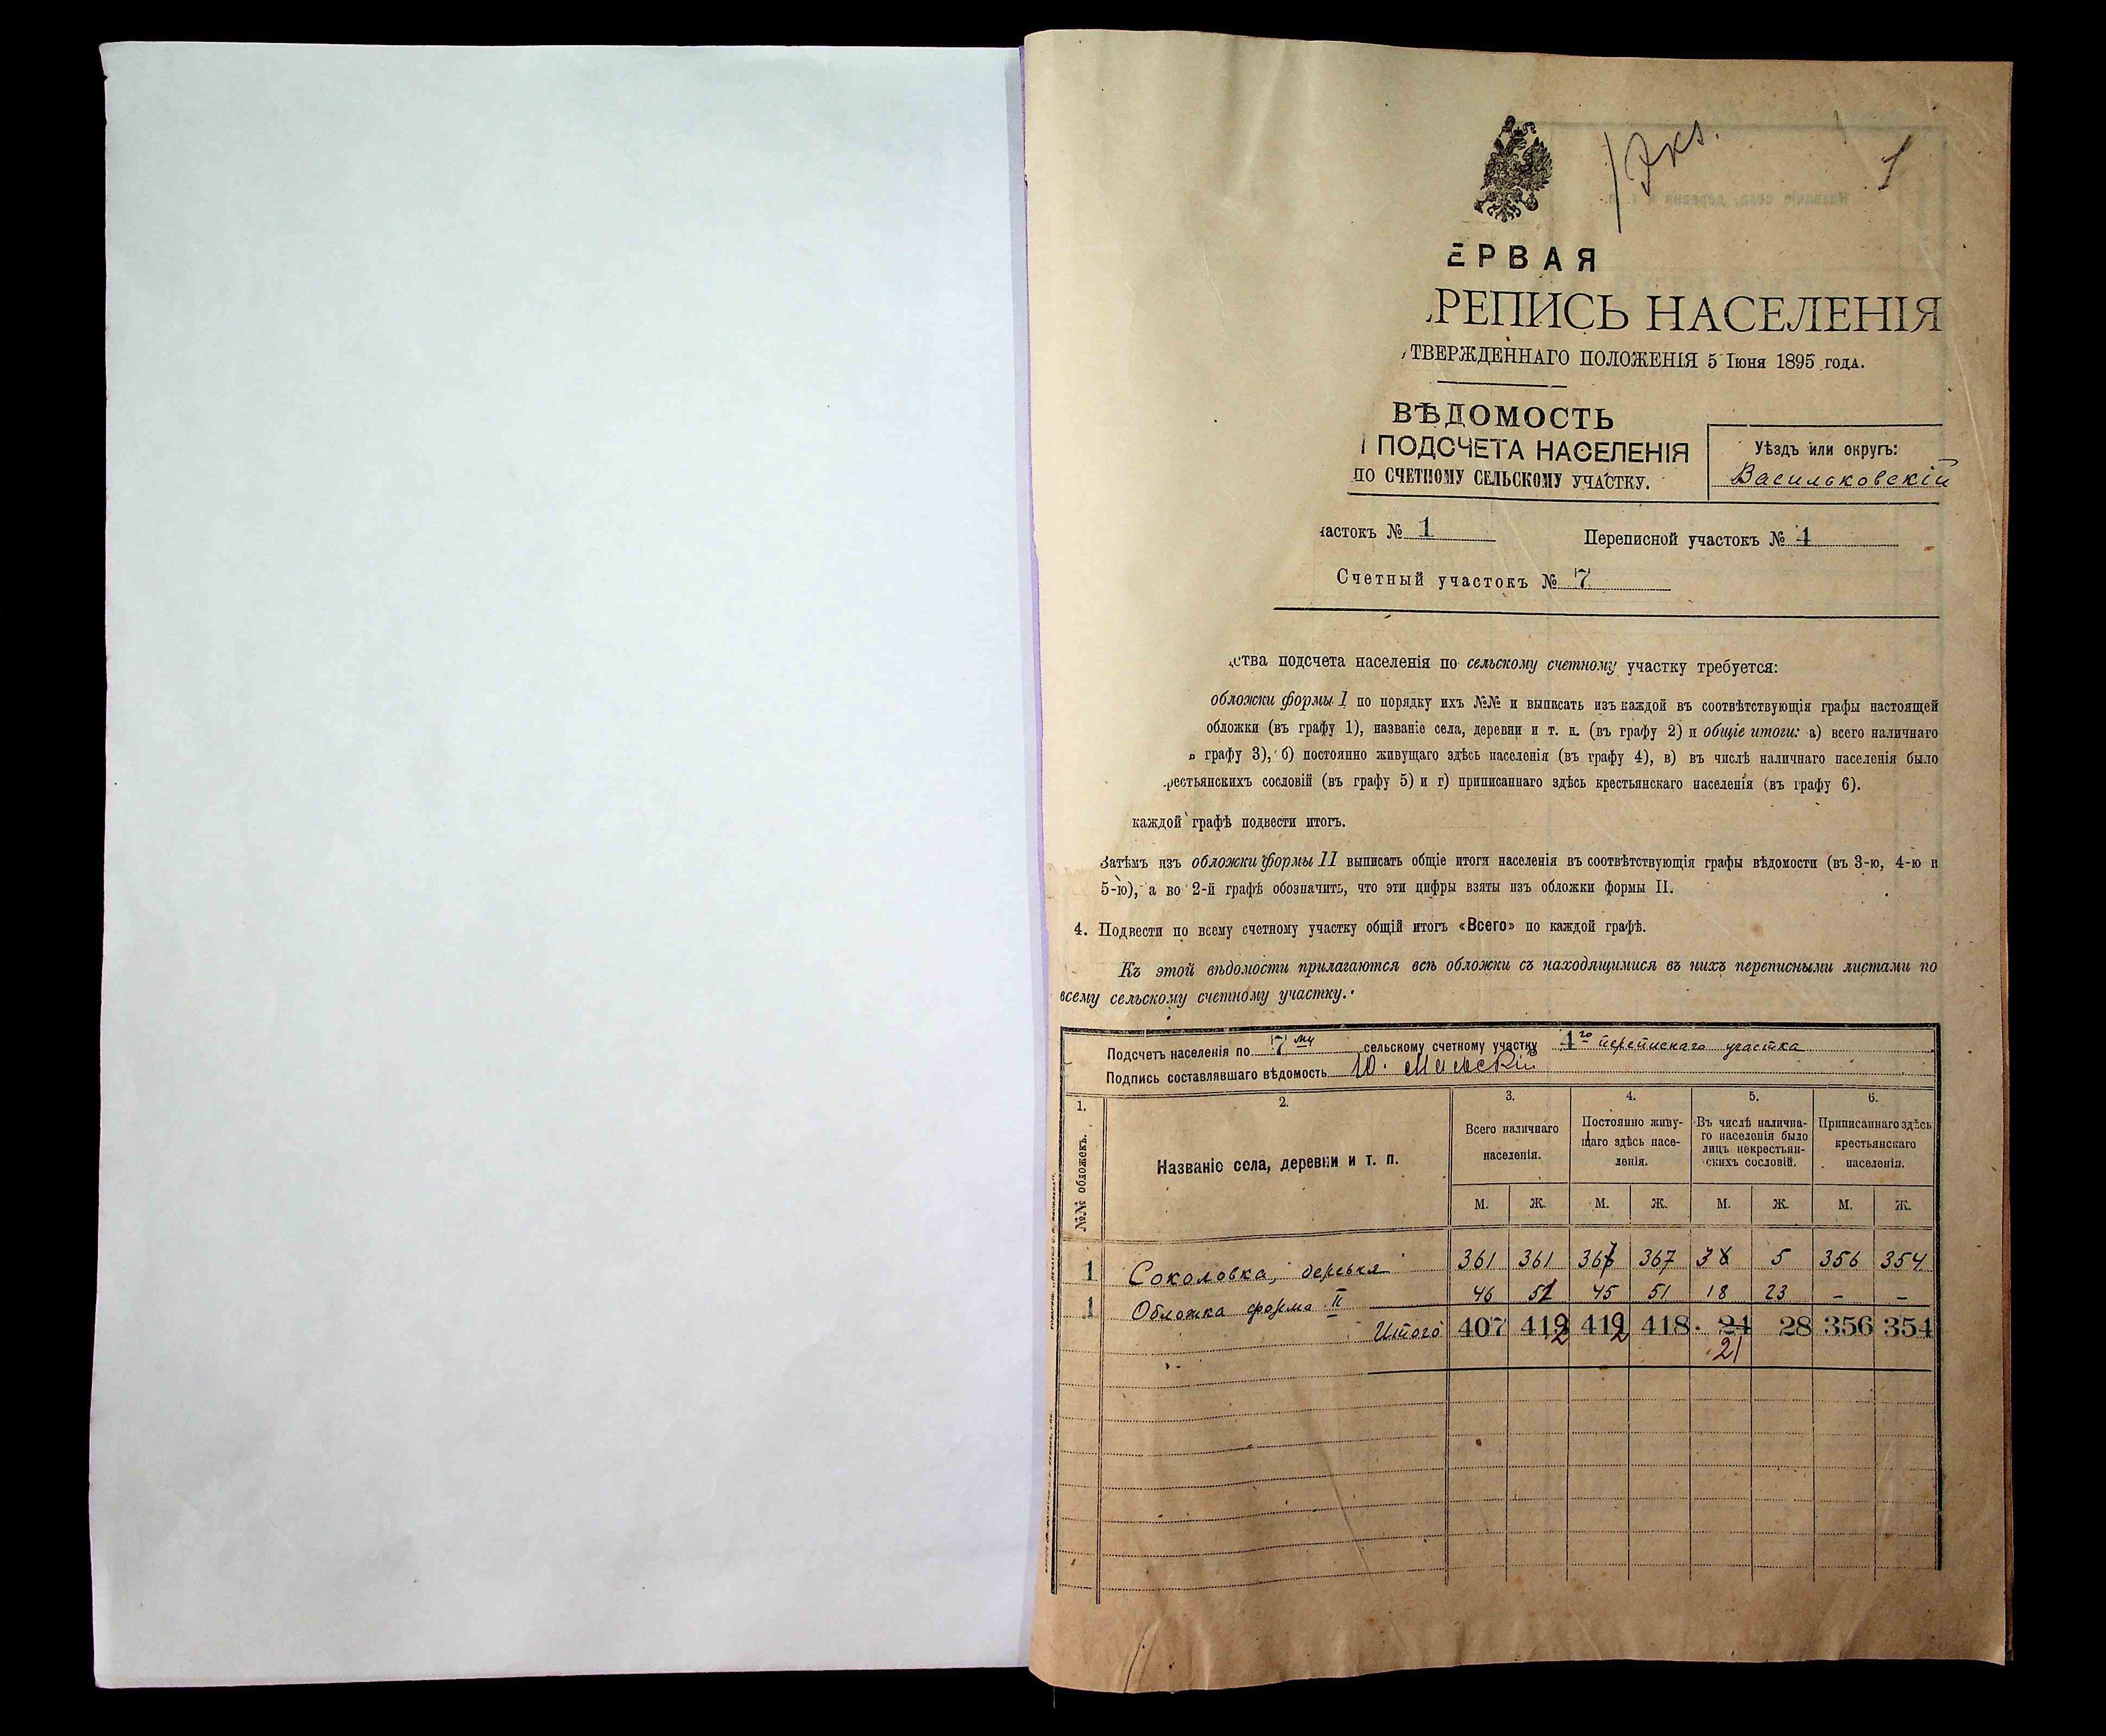 Экз.
1
ЕРВАЯ
РЕПИСЬ НАСЕЛЕНІЯ
ТВЕРЖДЕННАГО ПОЛОЖЕНІЯ 5 Іюня 1895 года.
ВѢДОМОСТЬ
ПОДСЧЕТА НАСЕЛЕНІЯ
ПО СЧЕТНОМУ СЕЛЬСКОМУ УЧАСТКУ.
Уѣздъ или округъ:
Васильковскій
частокъ № 1 Переписной участокъ № 4
Счетный участокъ № 7
ства подсчета населенія по сельскому счетному участку требуется:
обложки формы I по порядку ихъ №№ и выписать изъ каждой въ соотвѣтствующія графы настоящей
обложки (въ графу 1), названіе села, деревни и т. п. (въ графу 2) и общіе итоги: а) всего наличнаго
в графу 3), б) постоянно живущаго здѣсь населенія (въ графу 4), в) въ числѣ наличнаго населенія было
рестьянскихъ сословій (въ графу 5) и г) приписаннаго здѣсь крестьянскаго населенія (въ графу 6).
каждой графѣ подвести итогъ.
Затѣмъ изъ обложки формы II выписать общіе итоги населенія въ соотвѣтствующія графы вѣдомости (въ 3-ю, 4-ю и
5-ю), а во 2-й графѣ обозначить, что эти цифры взяты изъ обложки формы II.
4. Подвести по всему счетному участку общій итогъ «Всего» по каждой графѣ.
Къ этой вѣдомости прилагаются всѣ обложки съ находящимися въ нихъ переписными листами по
всему сельскому счетному участку.
Подсчетъ населенія по 7му сельскому счетному участку 4го переписнаго участка
Подпись составлявшаго вѣдомость Ю.
1. 2. 3. 4. 5. 6.
№№ обложекъ.
Названіе села, деревни и т. п.
Всего наличнаго населенія.
Постоянно живущаго здѣсь населенія.
Въ числѣ наличнаго населенія было лицъ некрестьянскихъ сословій.
Приписаннаго здѣсь крестьянскаго населенія.
М. Ж. М. Ж. М. Ж. М. Ж.
1 Соколовка, деревня 361 361 367 367 3 5 356 354
1 Обложка форма II 46 51 45 51 18 23 – –
Итого 407 412 412 418 21 28 356 354
21